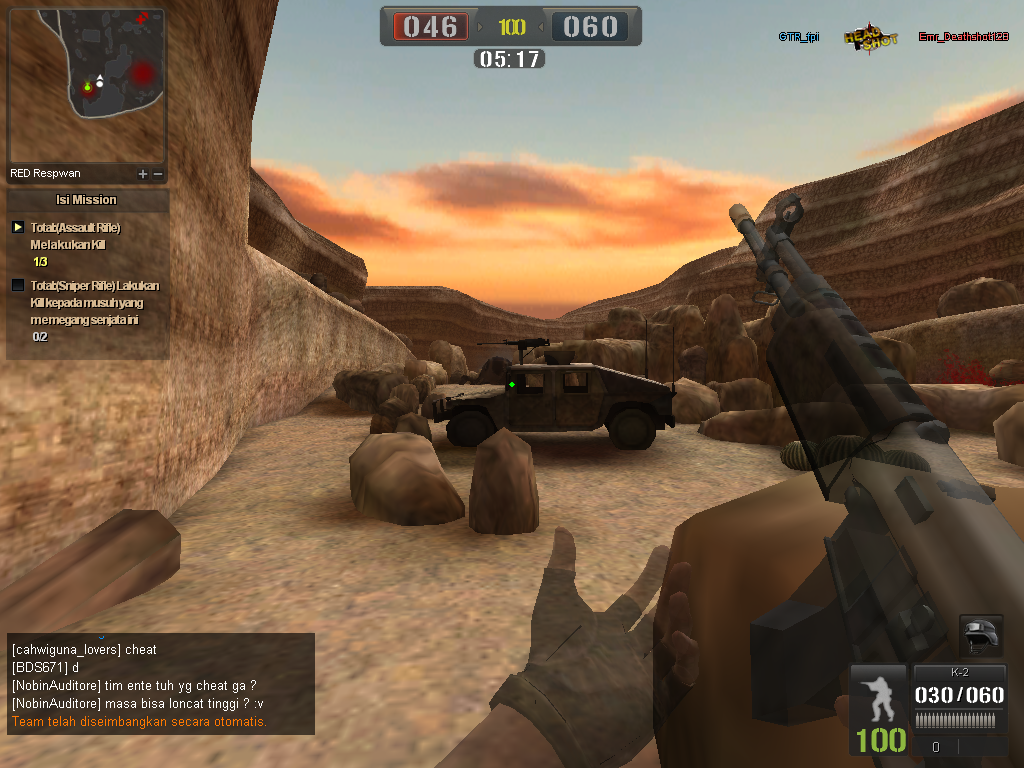 046 100 060
05:17
GTR_fpi HEAD SHOT Emr_Deathshot123
RED Respwan
Isi Mission
Total:(Assault Rifle)
Melakukan Kill
1/3
Total:(Sniper Rifle) Lakukan
Kill kepada musuh yang
memegang senjata ini
0/2
[cahwiguna_lovers] cheat
[BDS671] d
[NobinAuditore] tim ente tuh yg cheat ga ?
[NobinAuditore] masa bisa loncat tinggi ? :v
Team telah diseimbangkan secara otomatis.
K-2
030/060
100
0